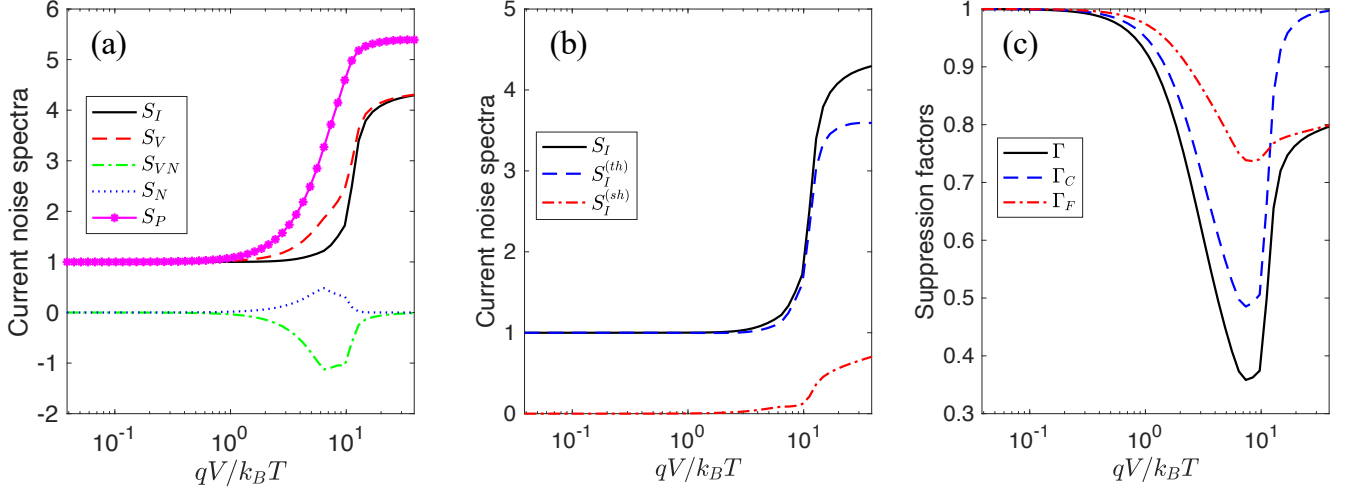 (a)
Current noise spectra
6
5
4
3
2
1
0
-1
-2
S_I
S_V
S_{VN}
S_N
S_P
10^{-1}
10^0
10^1
qV/k_BT
(b)
Current noise spectra
5
4
3
2
1
0
S_I
S_I^{(th)}
S_I^{(sh)}
10^{-1}
10^0
10^1
qV/k_BT
(c)
Suppression factors
1
0.9
0.8
0.7
0.6
0.5
0.4
0.3
Γ
Γ_C
Γ_F
10^{-1}
10^0
10^1
qV/k_BT